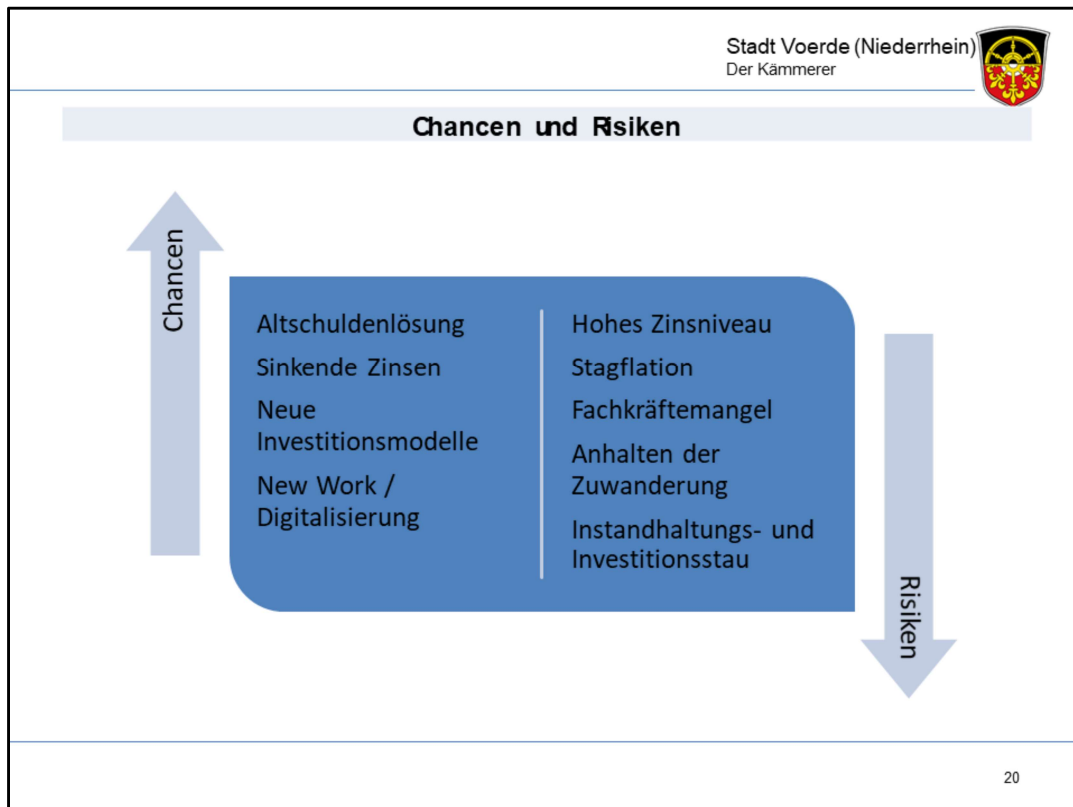 Stadt Voerde (Niederrhein)
Der Kämmerer
Chancen und Risiken
Chancen
Altschuldenlösung
Sinkende Zinsen
Neue
Investitionsmodelle
New Work /
Digitalisierung
Hohes Zinsniveau
Stagflation
Fachkräftemangel
Anhalten der
Zuwanderung
Instandhaltungs- und
Investitionsstau
Risiken
20